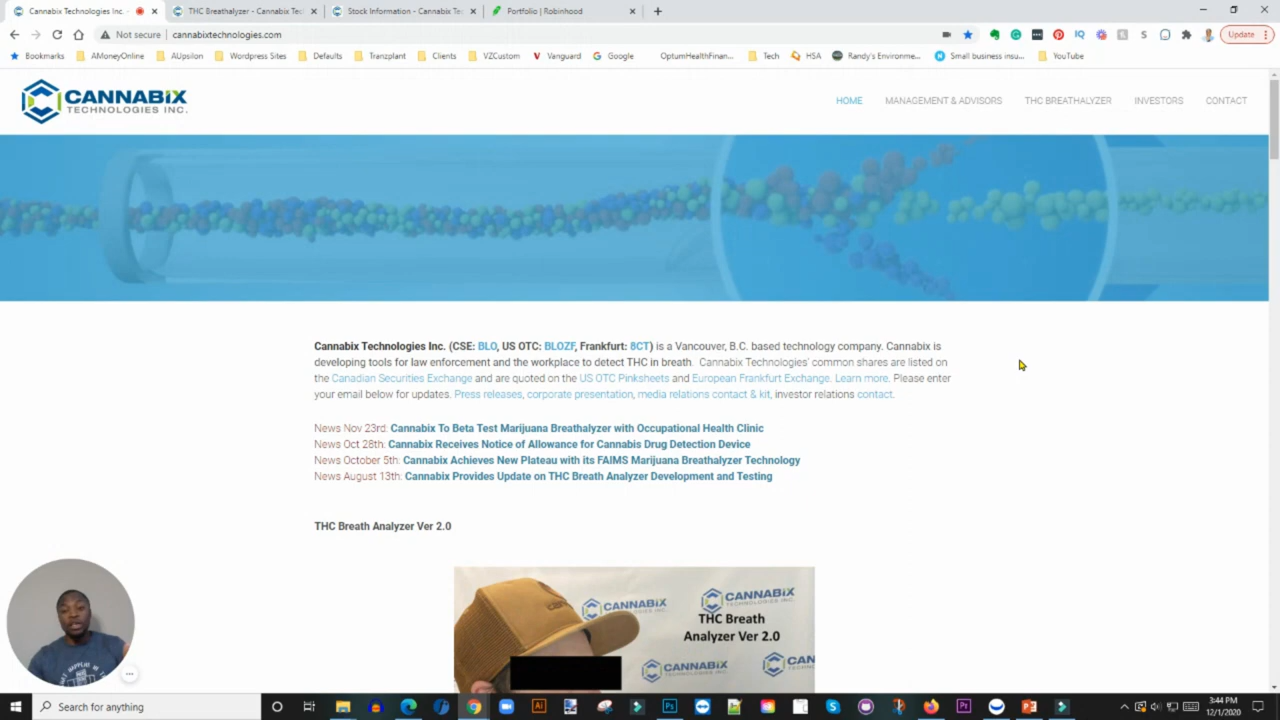 Cannabix Technologies Inc. -
THC Breathalyzer - Cannabix Tec
Stock Information - Cannabix Te
Portfolio | Robinhood
Not secure | cannabixtechnologies.com
Update
Bookmarks
AMoneyOnline
AUpsilon
Wordpress Sites
Defaults
Tranzplant
Clients
VZCustom
Vanguard
Google
OptumHealthFinan...
Tech
HSA
Randy's Environme...
Small business insu...
YouTube
CANNABIX
TECHNOLOGIES INC.
HOME
MANAGEMENT & ADVISORS
THC BREATHALYZER
INVESTORS
CONTACT
Cannabix Technologies Inc. (CSE: BLO, US OTC: BLOZF, Frankfurt: 8CT) is a Vancouver, B.C. based technology company. Cannabix is
developing tools for law enforcement and the workplace to detect THC in breath. Cannabix Technologies' common shares are listed on
the Canadian Securities Exchange and are quoted on the US OTC Pinksheets and European Frankfurt Exchange. Learn more. Please enter
your email below for updates. Press releases, corporate presentation, media relations contact & kit, investor relations contact.
News Nov 23rd: Cannabix To Beta Test Marijuana Breathalyzer with Occupational Health Clinic
News Oct 28th: Cannabix Receives Notice of Allowance for Cannabis Drug Detection Device
News October 5th: Cannabix Achieves New Plateau with its FAIMS Marijuana Breathalyzer Technology
News August 13th: Cannabix Provides Update on THC Breath Analyzer Development and Testing
THC Breath Analyzer Ver 2.0
CANNABIX
CANNABIX
THC Breath
Analyzer Ver 2.0
CANNABIX
CAN
Search for anything
3:44 PM
12/1/2020